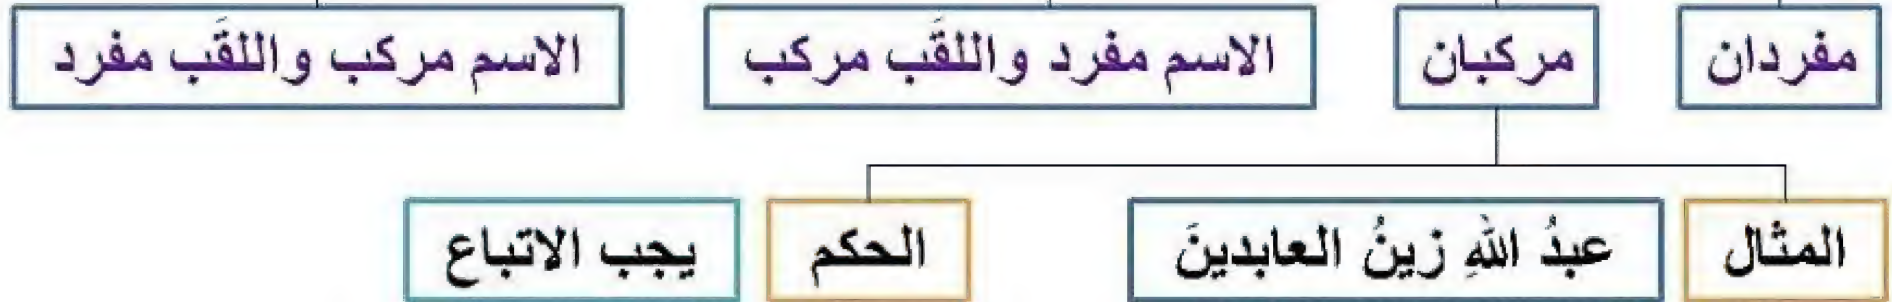 مفردان مركبان الاسم مفرد واللقَب مركب الاسم مركب واللقَب مفرد
المثال عبدُ اللهِ زينُ العابدينَ الحكم يجب الاتباع